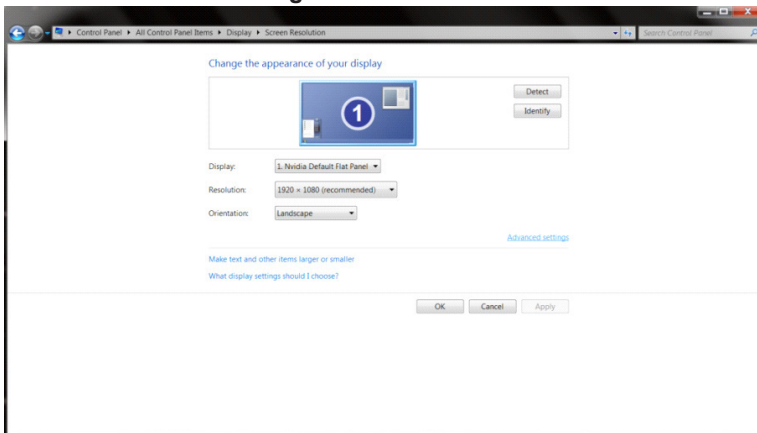 Control Panel ▸ All Control Panel Items ▸ Display ▸ Screen Resolution
Search Control Panel
Change the appearance of your display
1
Detect
Identify
Display: 1. Nvidia Default Flat Panel
Resolution: 1920 × 1080 (recommended)
Orientation: Landscape
Advanced settings
Make text and other items larger or smaller
What display settings should I choose?
OK Cancel Apply